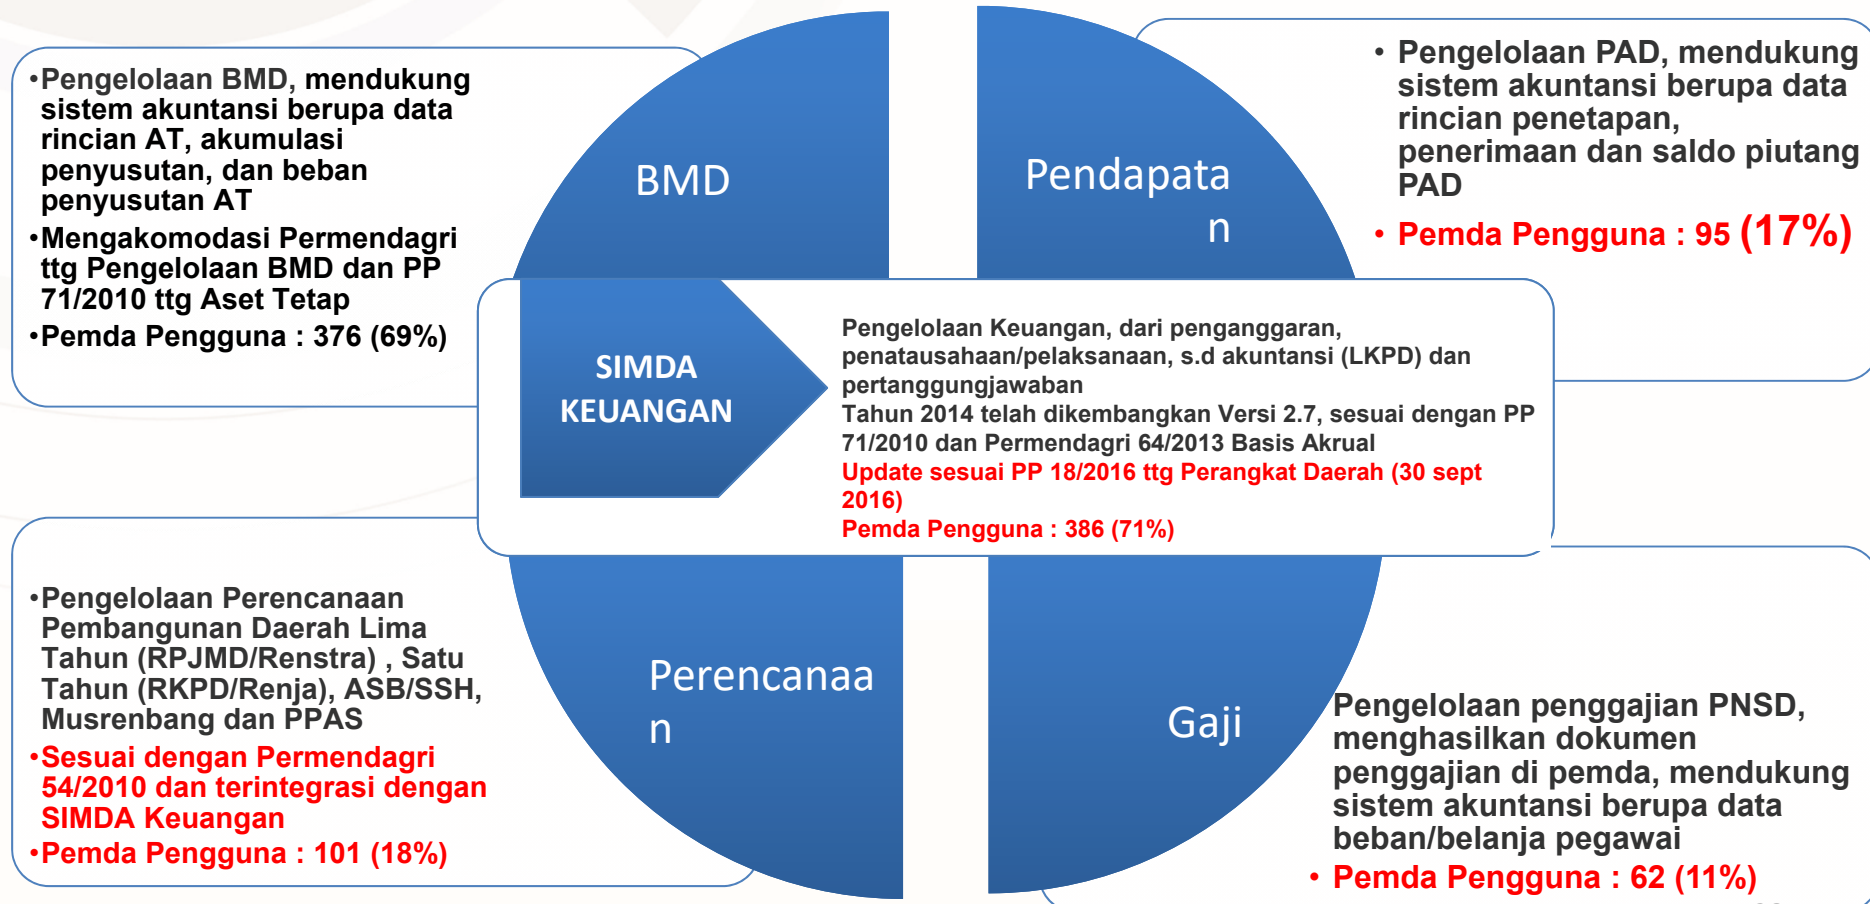 •Pengelolaan BMD, mendukung
sistem akuntansi berupa data
rincian AT, akumulasi
penyusutan, dan beban
penyusutan AT
•Mengakomodasi Permendagri
ttg Pengelolaan BMD dan PP
71/2010 ttg Aset Tetap
•Pemda Pengguna : 376 (69%)
BMD
Pendapata
n
• Pengelolaan PAD, mendukung
sistem akuntansi berupa data
rincian penetapan,
penerimaan dan saldo piutang
PAD
• Pemda Pengguna : 95 (17%)
SIMDA
KEUANGAN
Pengelolaan Keuangan, dari penganggaran,
penatausahaan/pelaksanaan, s.d akuntansi (LKPD) dan
pertanggungjawaban
Tahun 2014 telah dikembangkan Versi 2.7, sesuai dengan PP
71/2010 dan Permendagri 64/2013 Basis Akrual
Update sesuai PP 18/2016 ttg Perangkat Daerah (30 sept
2016)
Pemda Pengguna : 386 (71%)
•Pengelolaan Perencanaan
Pembangunan Daerah Lima
Tahun (RPJMD/Renstra) , Satu
Tahun (RKPD/Renja), ASB/SSH,
Musrenbang dan PPAS
•Sesuai dengan Permendagri
54/2010 dan terintegrasi dengan
SIMDA Keuangan
•Pemda Pengguna : 101 (18%)
Perencanaa
n
Gaji
Pengelolaan penggajian PNSD,
menghasilkan dokumen
penggajian di pemda, mendukung
sistem akuntansi berupa data
beban/belanja pegawai
• Pemda Pengguna : 62 (11%)